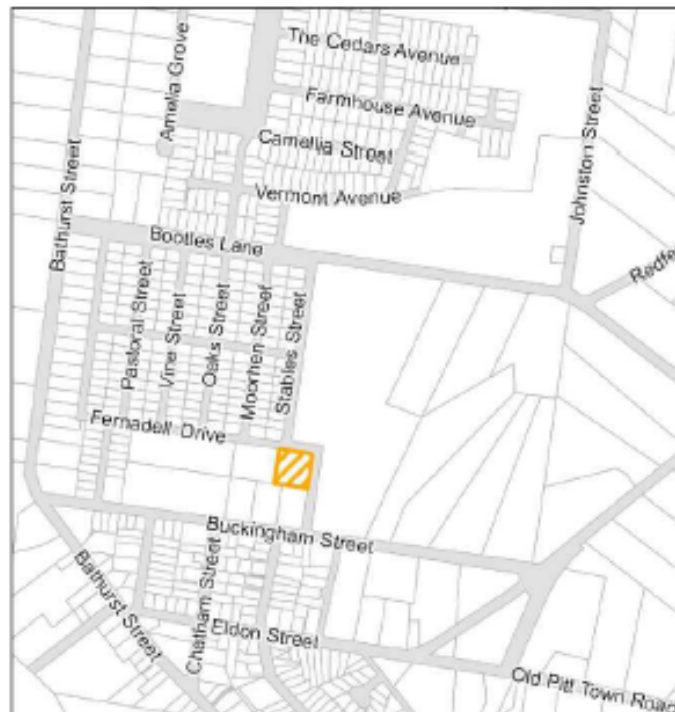 The Cedars Avenue
Amelia Grove
Farmhouse Avenue
Camellia Street
Johnston Street
Vermont Avenue
Bathurst Street
Bootles Lane
Redfe
Pastoral Street
Vine Street
Oaks Street
Moorhen Street
Stables Street
Fernadell Drive
Buckingham Street
Bathurst Street
Chatham Street
Eldon Street
Old Pitt Town Road